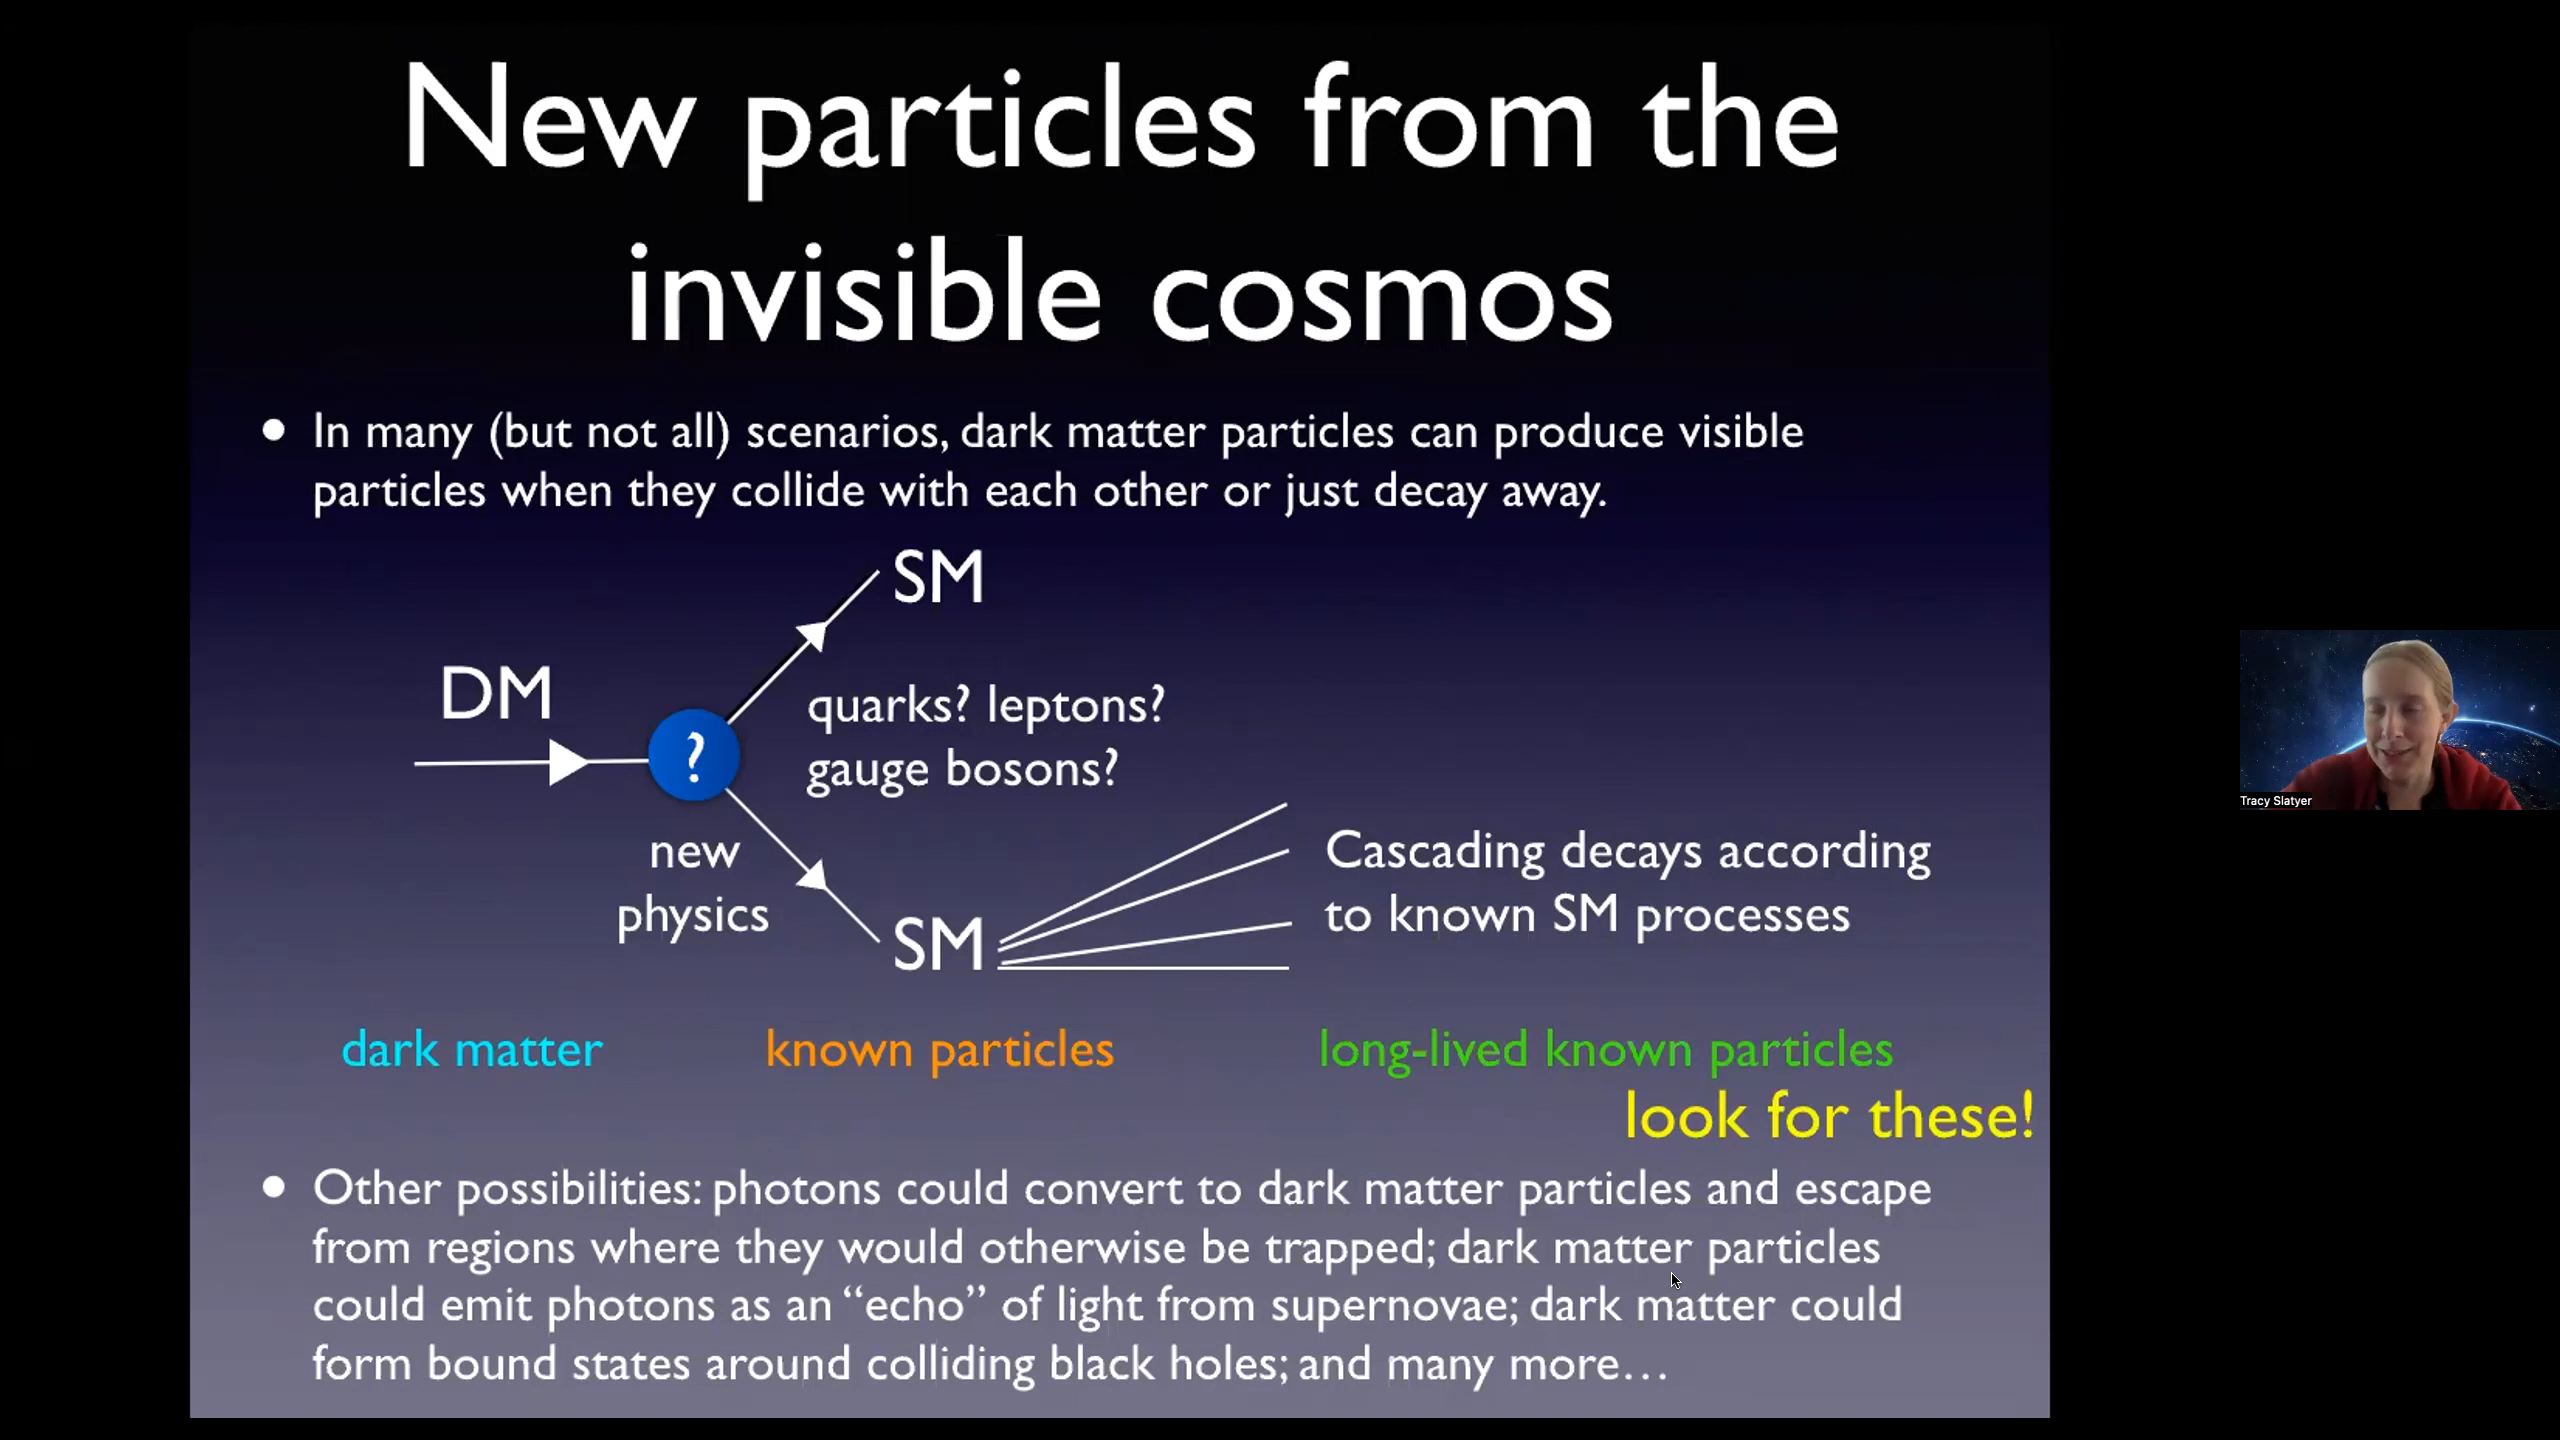 New particles from the
invisible cosmos
• In many (but not all) scenarios, dark matter particles can produce visible
particles when they collide with each other or just decay away.
SM
DM
?
quarks? leptons?
gauge bosons?
new
physics
SM
Cascading decays according
to known SM processes
dark matter
known particles
long-lived known particles
look for these!
• Other possibilities: photons could convert to dark matter particles and escape
from regions where they would otherwise be trapped; dark matter particles
could emit photons as an “echo” of light from supernovae; dark matter could
form bound states around colliding black holes; and many more…
Tracy Slatyer